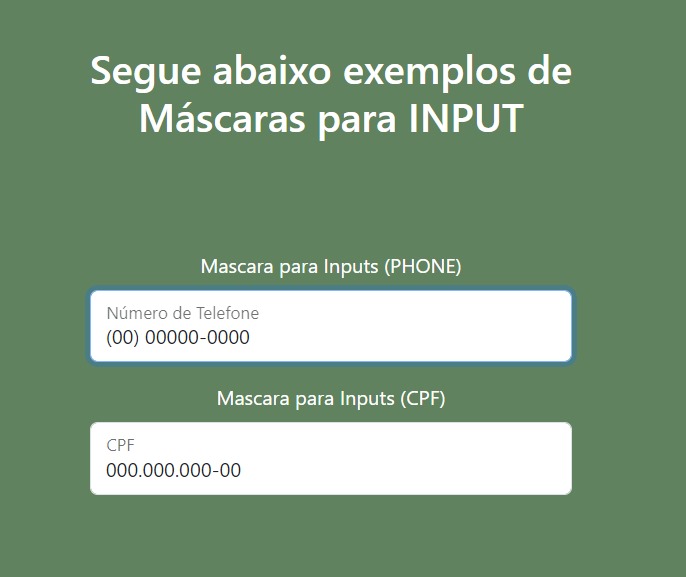 Segue abaixo exemplos de
Máscaras para INPUT
Mascara para Inputs (PHONE)
Número de Telefone
(00) 00000-0000
Mascara para Inputs (CPF)
CPF
000.000.000-00